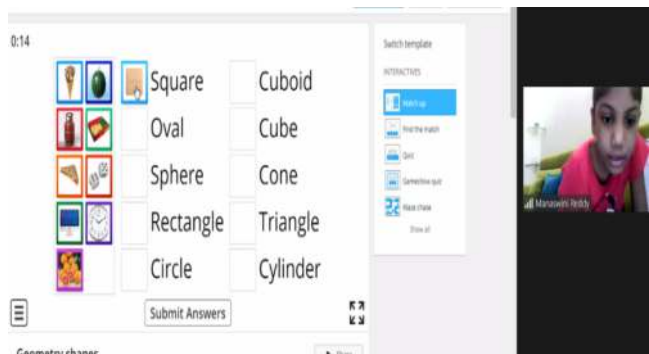 0:14
Square Cuboid
Oval Cube
Sphere Cone
Rectangle Triangle
Circle Cylinder
Submit Answers
Geometry shapes
Switch template
INTERACTIVES
Match up
Find the match
Quiz
Gameshow quiz
Maze chase
Show all
Manaswini Reddy